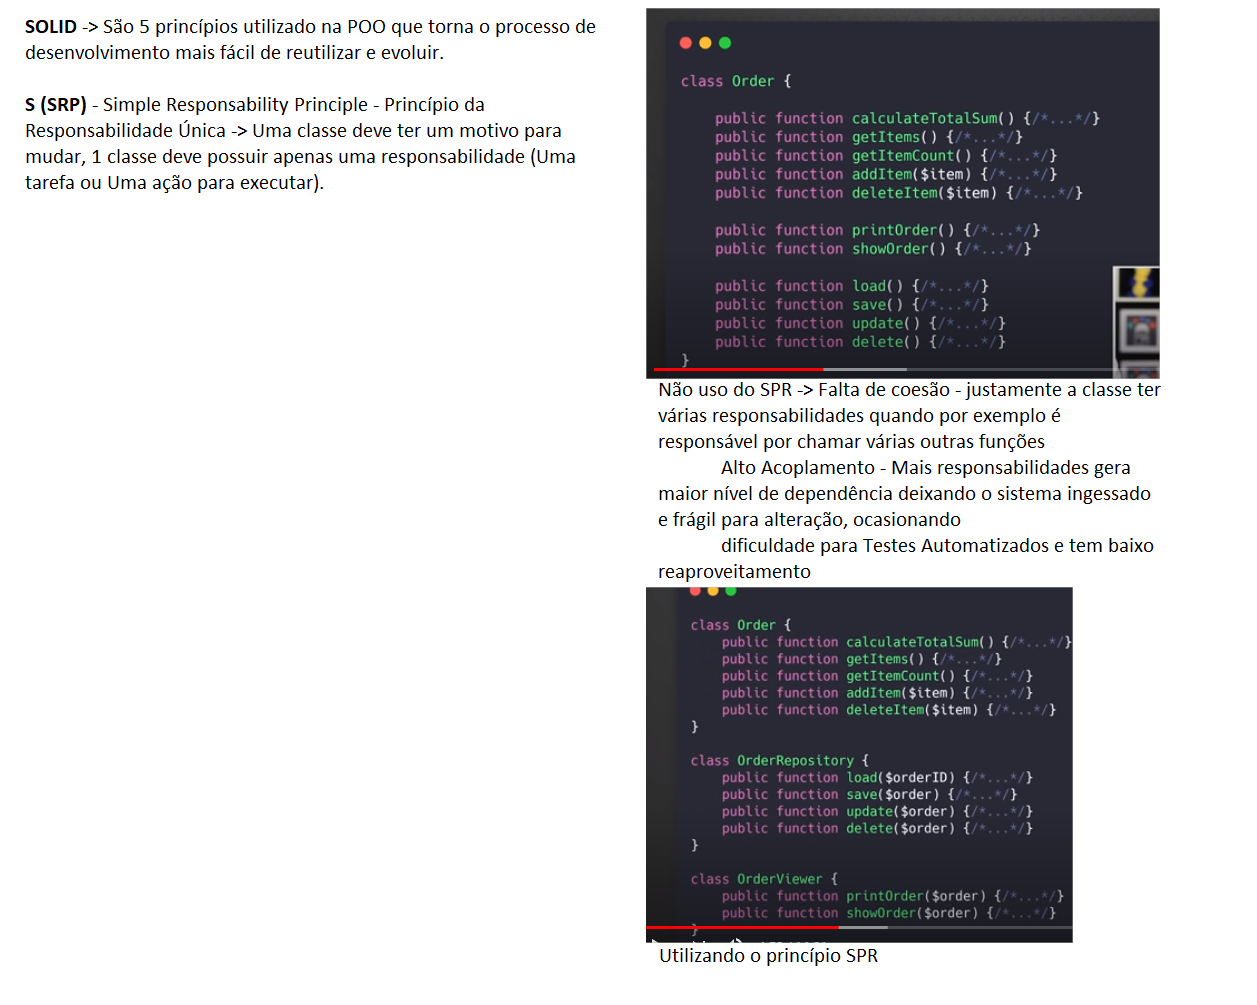 SOLID -> São 5 princípios utilizado na POO que torna o processo de
desenvolvimento mais fácil de reutilizar e evoluir.
S (SRP) - Simple Responsability Principle - Princípio da
Responsabilidade Única -> Uma classe deve ter um motivo para
mudar, 1 classe deve possuir apenas uma responsabilidade (Uma
tarefa ou Uma ação para executar).
class Order {
public function calculateTotalSum() {/*...*/}
public function getItems() {/*...*/}
public function getItemCount() {/*...*/}
public function addItem($item) {/*...*/}
public function deleteItem($item) {/*...*/}
public function printOrder() {/*...*/}
public function showOrder() {/*...*/}
public function load() {/*...*/}
public function save() {/*...*/}
public function update() {/*...*/}
public function delete() {/*...*/}
}
Não uso do SPR -> Falta de coesão - justamente a classe ter
várias responsabilidades quando por exemplo é
responsável por chamar várias outras funções
Alto Acoplamento - Mais responsabilidades gera
maior nível de dependência deixando o sistema ingessado
e frágil para alteração, ocasionando
dificuldade para Testes Automatizados e tem baixo
reaproveitamento
class Order {
public function calculateTotalSum() {/*...*/}
public function getItems() {/*...*/}
public function getItemCount() {/*...*/}
public function addItem($item) {/*...*/}
public function deleteItem($item) {/*...*/}
}
class OrderRepository {
public function load($orderID) {/*...*/}
public function save($order) {/*...*/}
public function update($order) {/*...*/}
public function delete($order) {/*...*/}
}
class OrderViewer {
public function printOrder($order) {/*...*/}
public function showOrder($order) {/*...*/}
}
Utilizando o princípio SPR